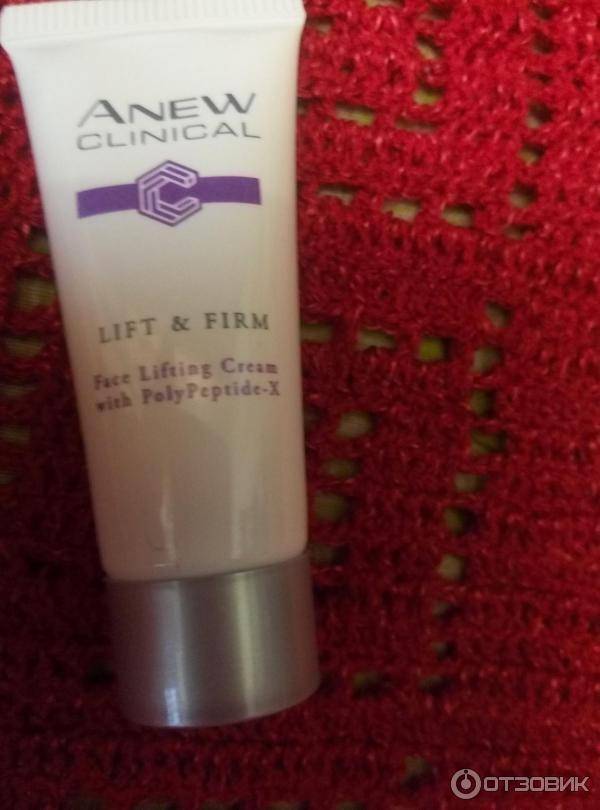 ANEW
CLINICAL
LIFT & FIRM
Face Lifting Cream
with PolyPeptide-X
ОТЗОВИК